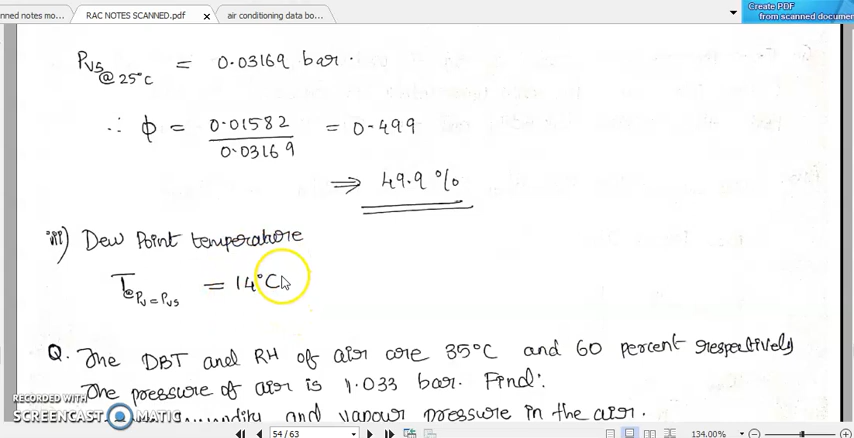 nned notes mo...
RAC NOTES SCANNED.pdf
×
air conditioning data bo...
Create PDF
from scanned documen
Pvs @25°C = 0.03169 bar.
∴ ϕ = 0.01582 / 0.03169 = 0.499
⇒ 49.9 %
iii) Dew Point temperature
T @Pv=Pvs = 14°C
Q. The DBT and RH of air are 35°C and 60 percent respectively
The pressure of air is 1.033 bar. Find:
and vapour pressure in the air.
RECORDED WITH
SCREENCAST MATIC
54 / 63
134.00%